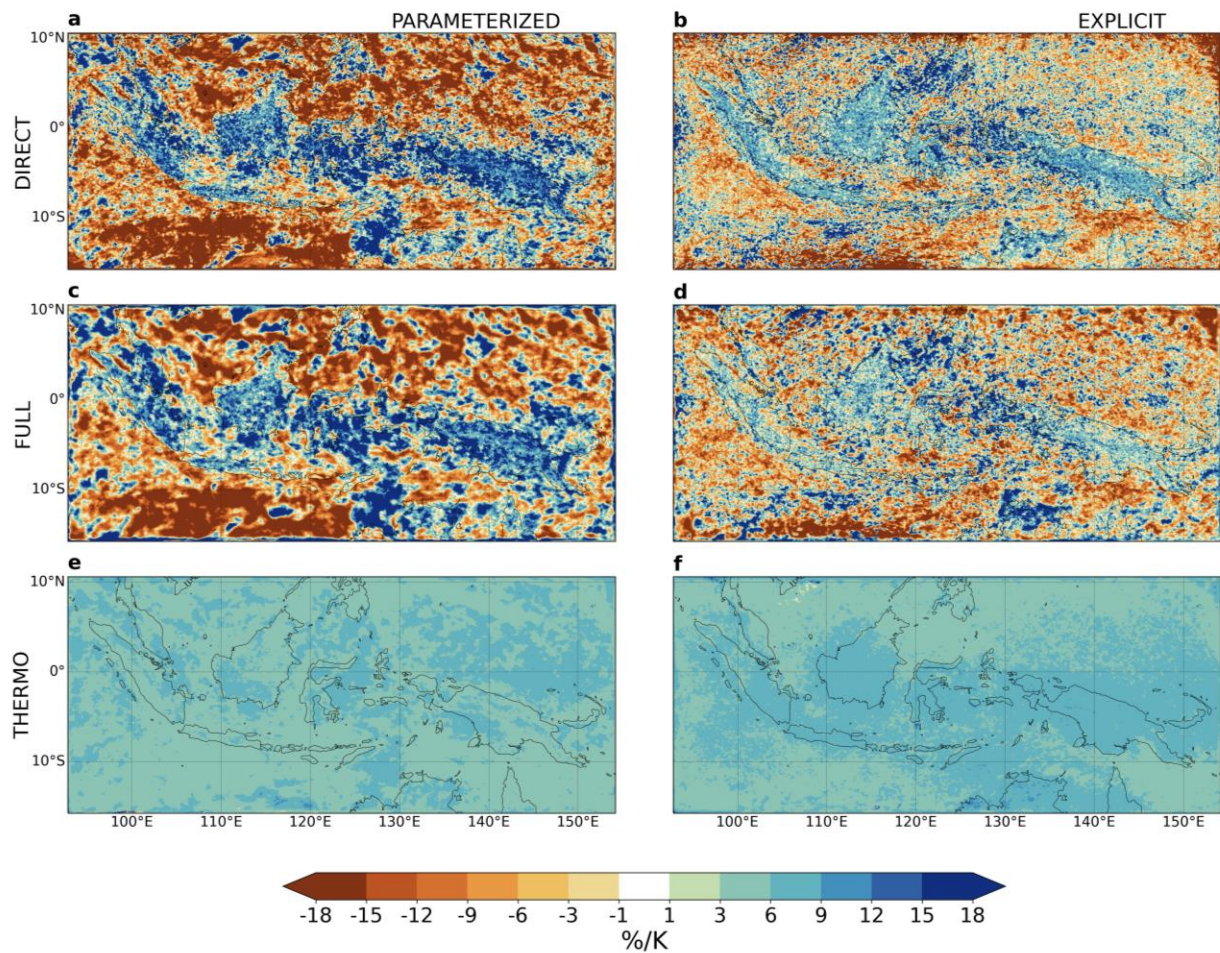 a PARAMETERIZED
b EXPLICIT
10°N
0°
10°S
DIRECT
c
d
10°N
0°
10°S
FULL
e
f
10°N
0°
10°S
THERMO
100°E 110°E 120°E 130°E 140°E 150°E
100°E 110°E 120°E 130°E 140°E 150°E
-18 -15 -12 -9 -6 -3 -1 1 3 6 9 12 15 18
%/K